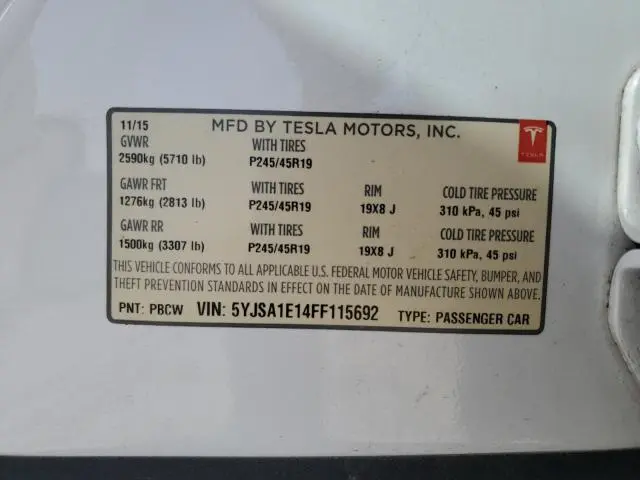 11/15 MFD BY TESLA MOTORS, INC.
GVWR WITH TIRES
2590kg (5710 lb) P245/45R19
TESLA
GAWR FRT WITH TIRES RIM COLD TIRE PRESSURE
1276kg (2813 lb) P245/45R19 19X8 J 310 kPa, 45 psi
GAWR RR WITH TIRES RIM COLD TIRE PRESSURE
1500kg (3307 lb) P245/45R19 19X8 J 310 kPa, 45 psi
THIS VEHICLE CONFORMS TO ALL APPLICABLE U.S. FEDERAL MOTOR VEHICLE SAFETY, BUMPER, AND
THEFT PREVENTION STANDARDS IN EFFECT ON THE DATE OF MANUFACTURE SHOWN ABOVE.
PNT: PBCW VIN: 5YJSA1E14FF115692 TYPE: PASSENGER CAR